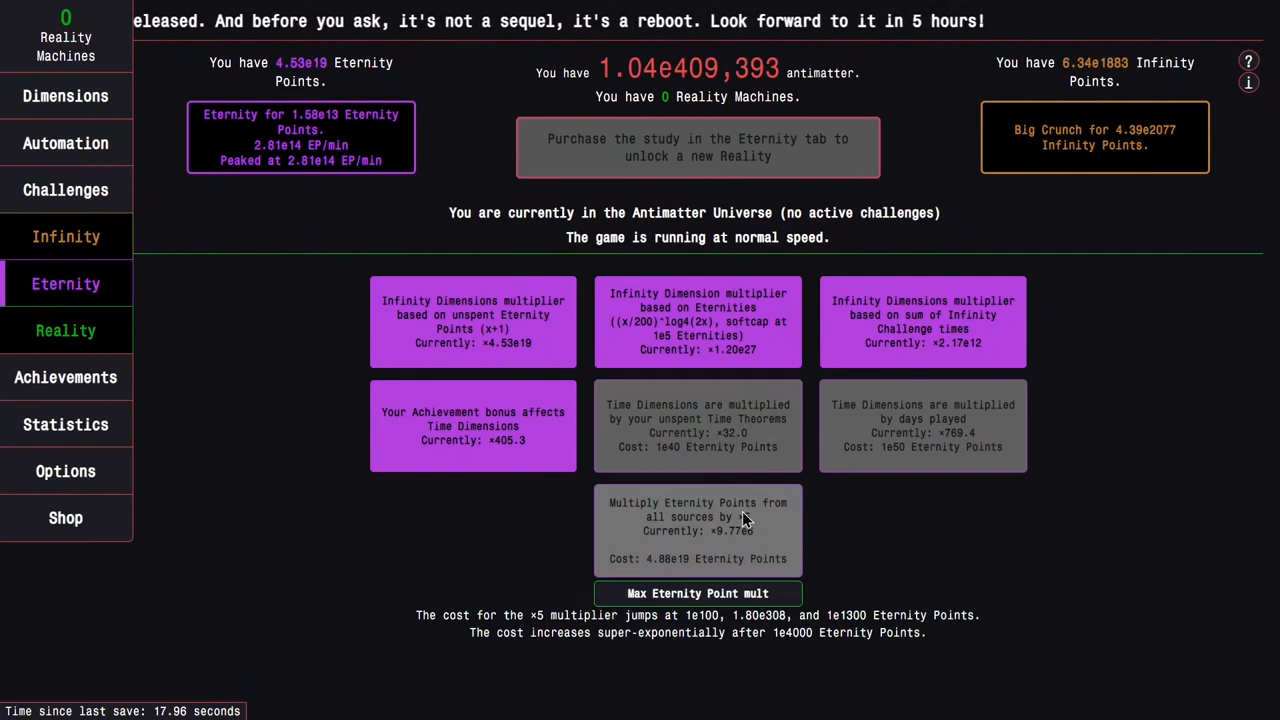 0
Reality
Machines
Dimensions
Automation
Challenges
Infinity
Eternity
Reality
Achievements
Statistics
Options
Shop
eleased. And before you ask, it's not a sequel, it's a reboot. Look forward to it in 5 hours!
You have 4.53e19 Eternity
Points.
Eternity for 1.58e13 Eternity
Points.
2.81e14 EP/min
Peaked at 2.81e14 EP/min
You have 1.04e409,393 antimatter.
You have 0 Reality Machines.
Purchase the study in the Eternity tab to
unlock a new Reality
You have 6.34e1883 Infinity
Points.
Big Crunch for 4.39e2077
Infinity Points.
?
i
You are currently in the Antimatter Universe (no active challenges)
The game is running at normal speed.
Infinity Dimensions multiplier
based on unspent Eternity
Points (x+1)
Currently: ×4.53e19
Infinity Dimension multiplier
based on Eternities
((x/200)^log4(2x), softcap at
1e5 Eternities)
Currently: ×1.20e27
Infinity Dimensions multiplier
based on sum of Infinity
Challenge times
Currently: ×2.17e12
Your Achievement bonus affects
Time Dimensions
Currently: ×405.3
Time Dimensions are multiplied
by your unspent Time Theorems
Currently: ×32.0
Cost: 1e40 Eternity Points
Time Dimensions are multiplied
by days played
Currently: ×769.4
Cost: 1e50 Eternity Points
Multiply Eternity Points from
all sources by
Currently: ×9.77e6
Cost: 4.88e19 Eternity Points
Max Eternity Point mult
The cost for the ×5 multiplier jumps at 1e100, 1.80e308, and 1e1300 Eternity Points.
The cost increases super-exponentially after 1e4000 Eternity Points.
Time since last save: 17.96 seconds